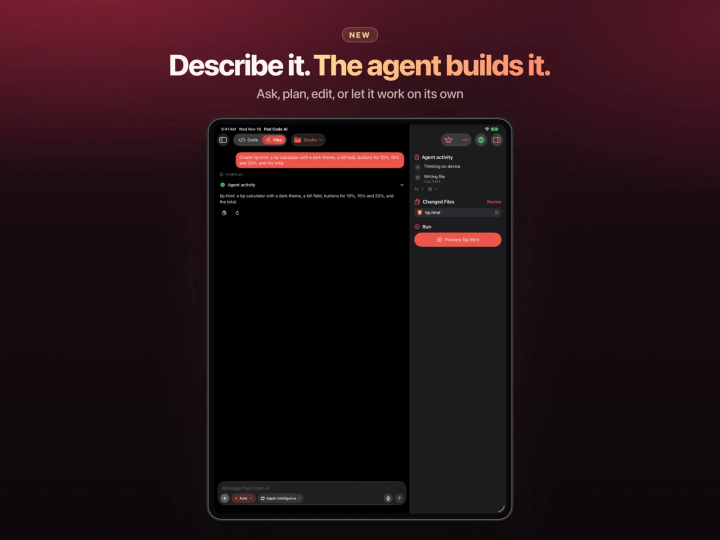 NEW
Describe it. The agent builds it.
Ask, plan, edit, or let it work on its own
9:41 AM Wed Nov 19 Pad Code AI
</> Code Vibe Studio
Create tip.html: a tip calculator with a dark theme, a bill field, buttons for 10%, 15%
and 20%, and the total.
Agent activity
tip.html: a tip calculator with a dark theme, a bill field, buttons for 10%, 15% and 20%, and
the total.
Agent activity
Thinking on device
Writing file
tip.html
Changed Files Review
tip.html
Run
Preview tip.html
Message Pad Code AI
Auto Apple Intelligence